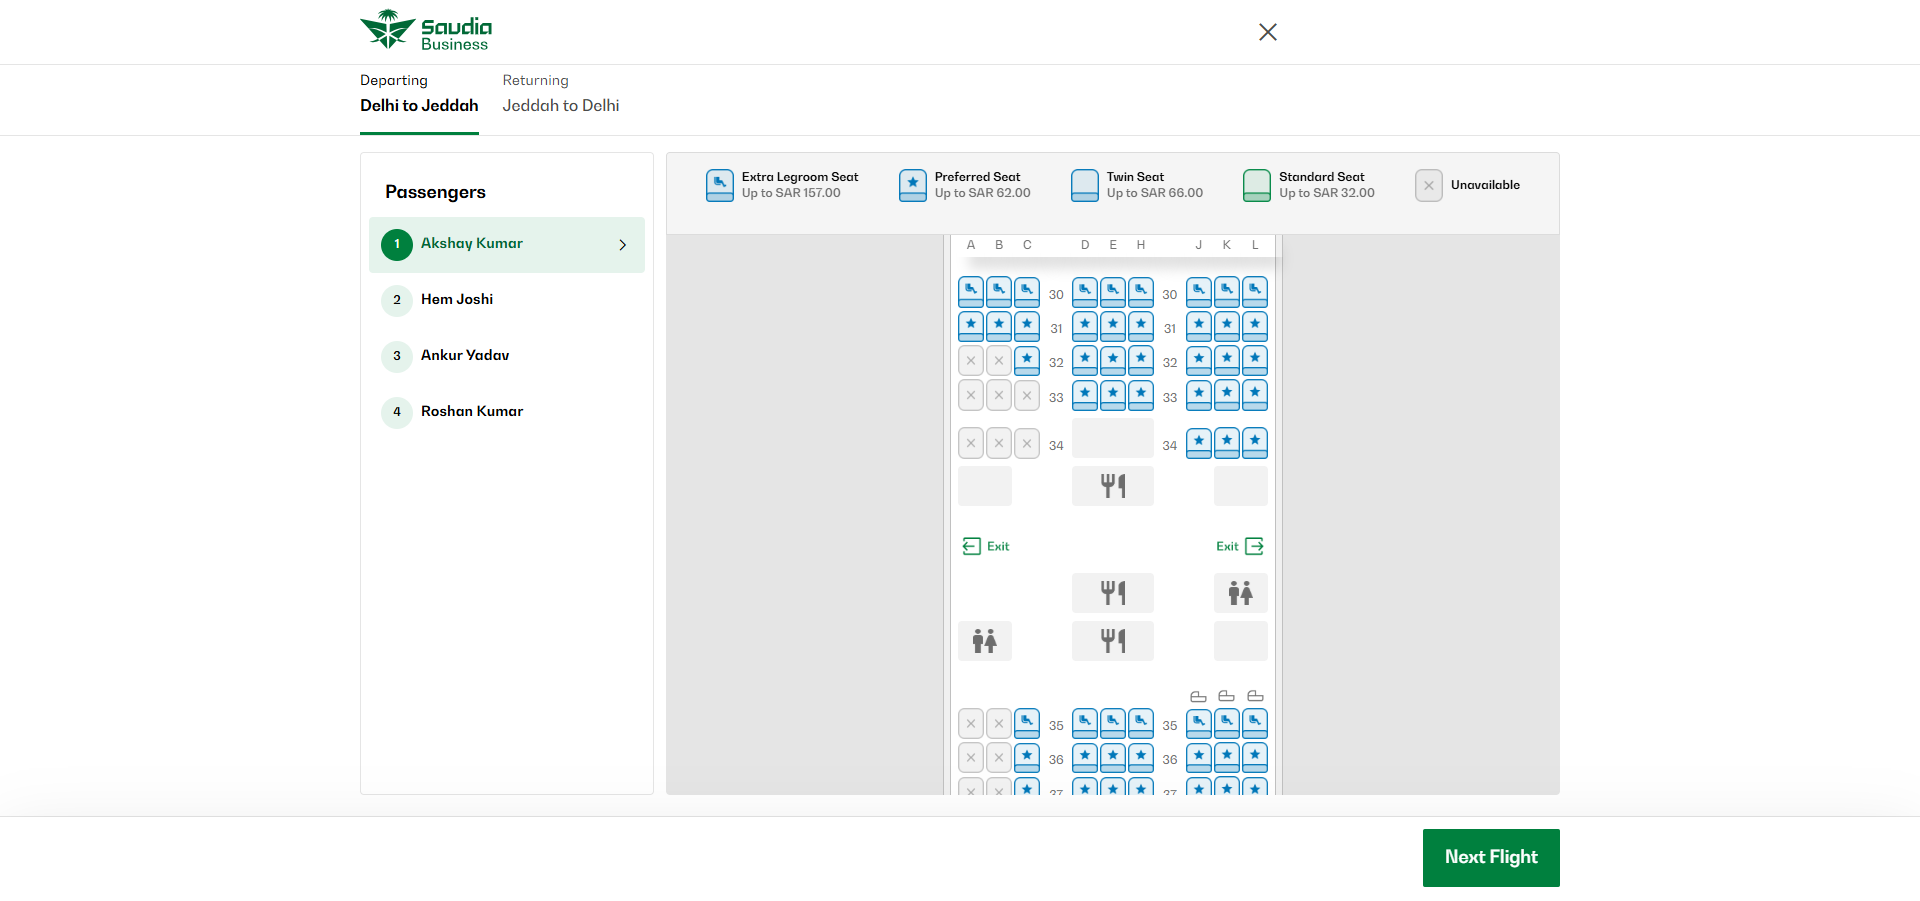 Saudia
Business
Departing
Delhi to Jeddah
Returning
Jeddah to Delhi
Passengers
1 Akshay Kumar
2 Hem Joshi
3 Ankur Yadav
4 Roshan Kumar
Extra Legroom Seat
Up to SAR 157.00
Preferred Seat
Up to SAR 62.00
Twin Seat
Up to SAR 66.00
Standard Seat
Up to SAR 32.00
Unavailable
A B C D E H J K L
30 30
31 31
32 32
33 33
34 34
Exit Exit
35 35
36 36
37 37
Next Flight